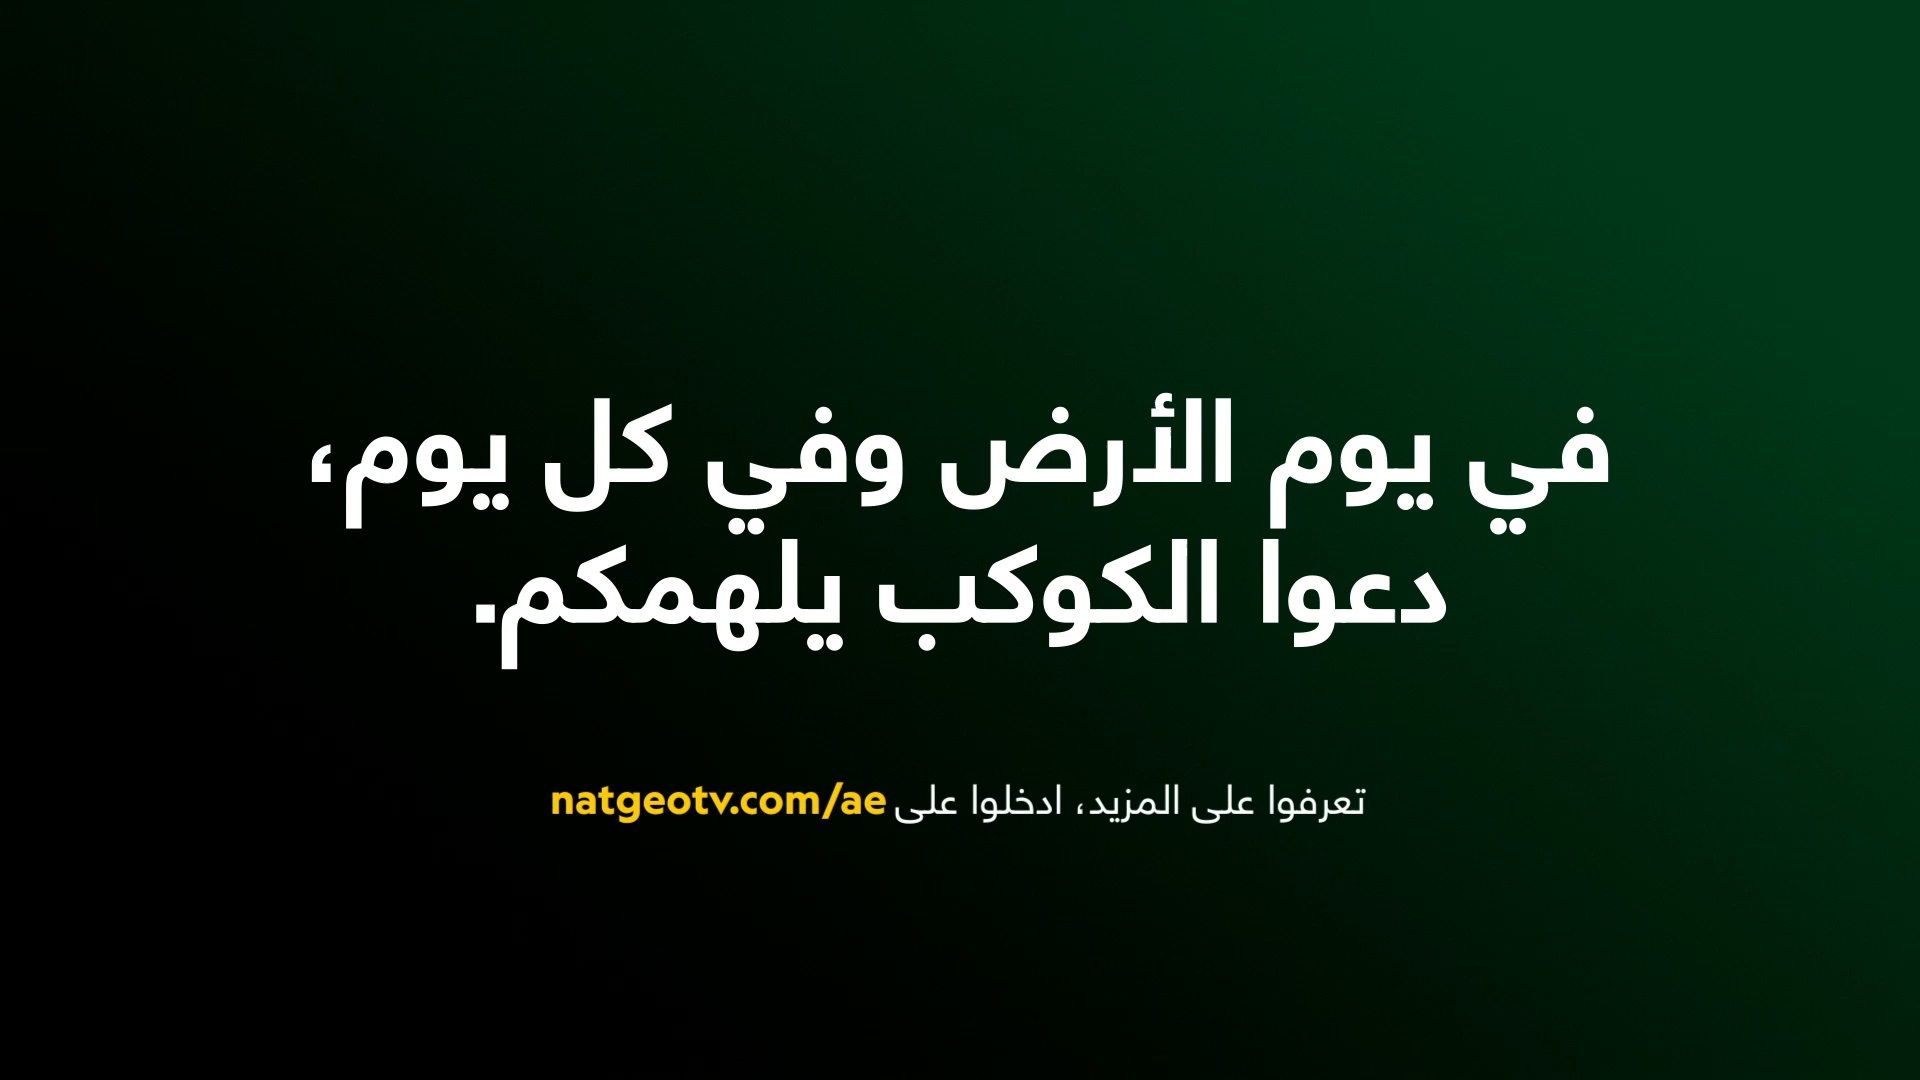 في يوم الأرض وفي كل يوم،
دعوا الكوكب يلهمكم.
تعرفوا على المزيد، ادخلوا على natgeotv.com/ae